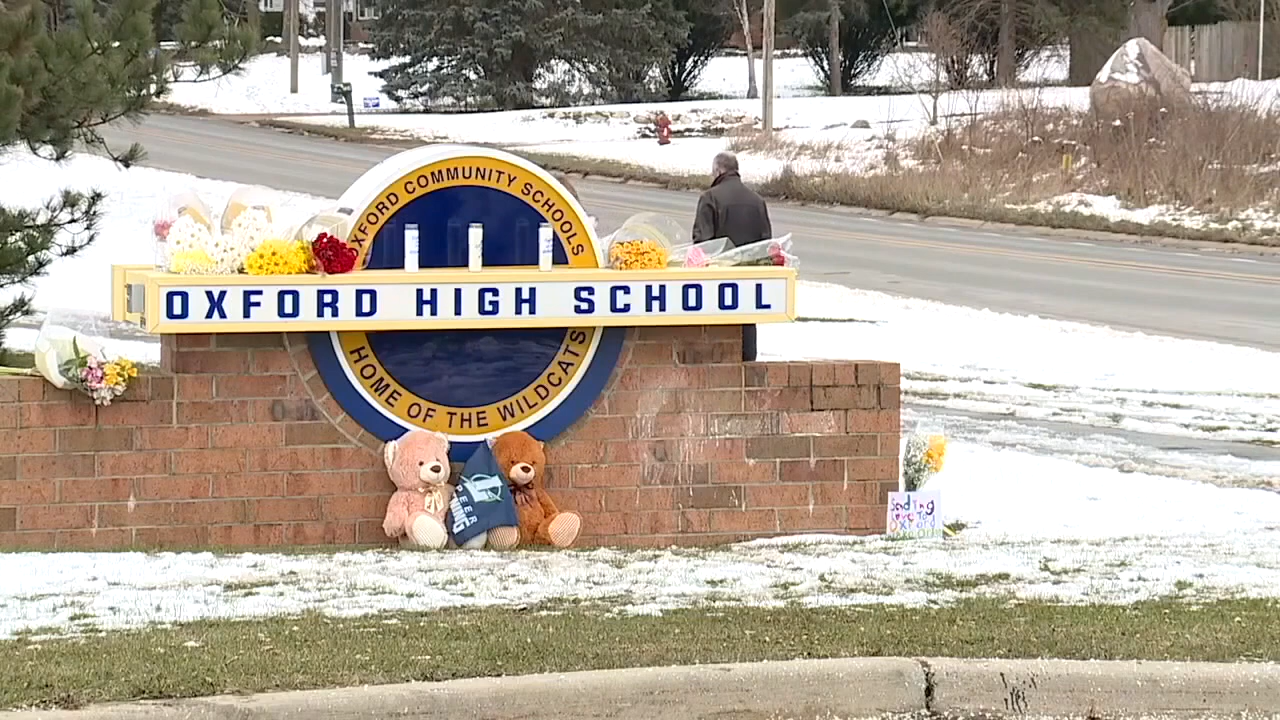 OXFORD COMMUNITY SCHOOLS
OXFORD HIGH SCHOOL
HOME OF THE WILDCATS
Sending
love To
Oxford